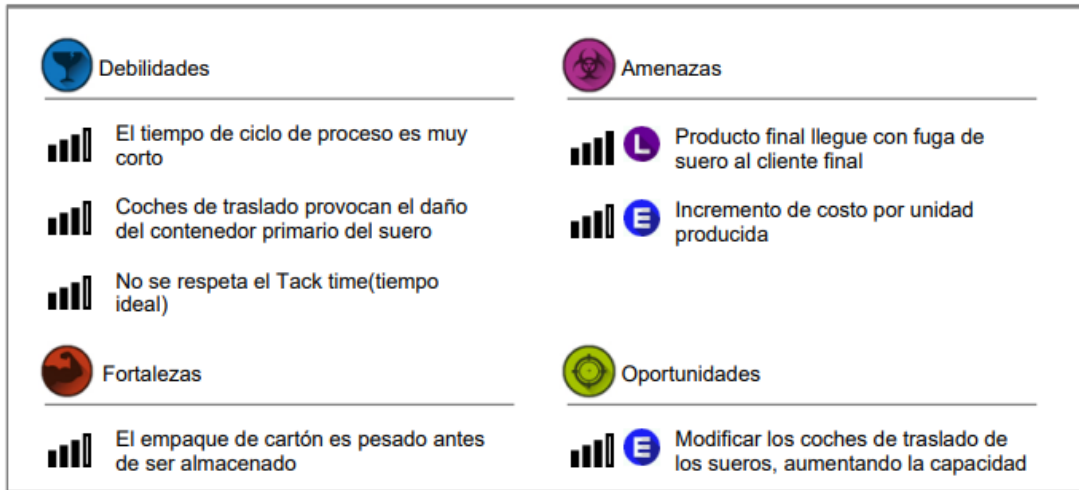 Debilidades
El tiempo de ciclo de proceso es muy
corto
Coches de traslado provocan el daño
del contenedor primario del suero
No se respeta el Tack time(tiempo
ideal)
Amenazas
L
Producto final llegue con fuga de
suero al cliente final
E
Incremento de costo por unidad
producida
Fortalezas
El empaque de cartón es pesado antes
de ser almacenado
Oportunidades
E
Modificar los coches de traslado de
los sueros, aumentando la capacidad